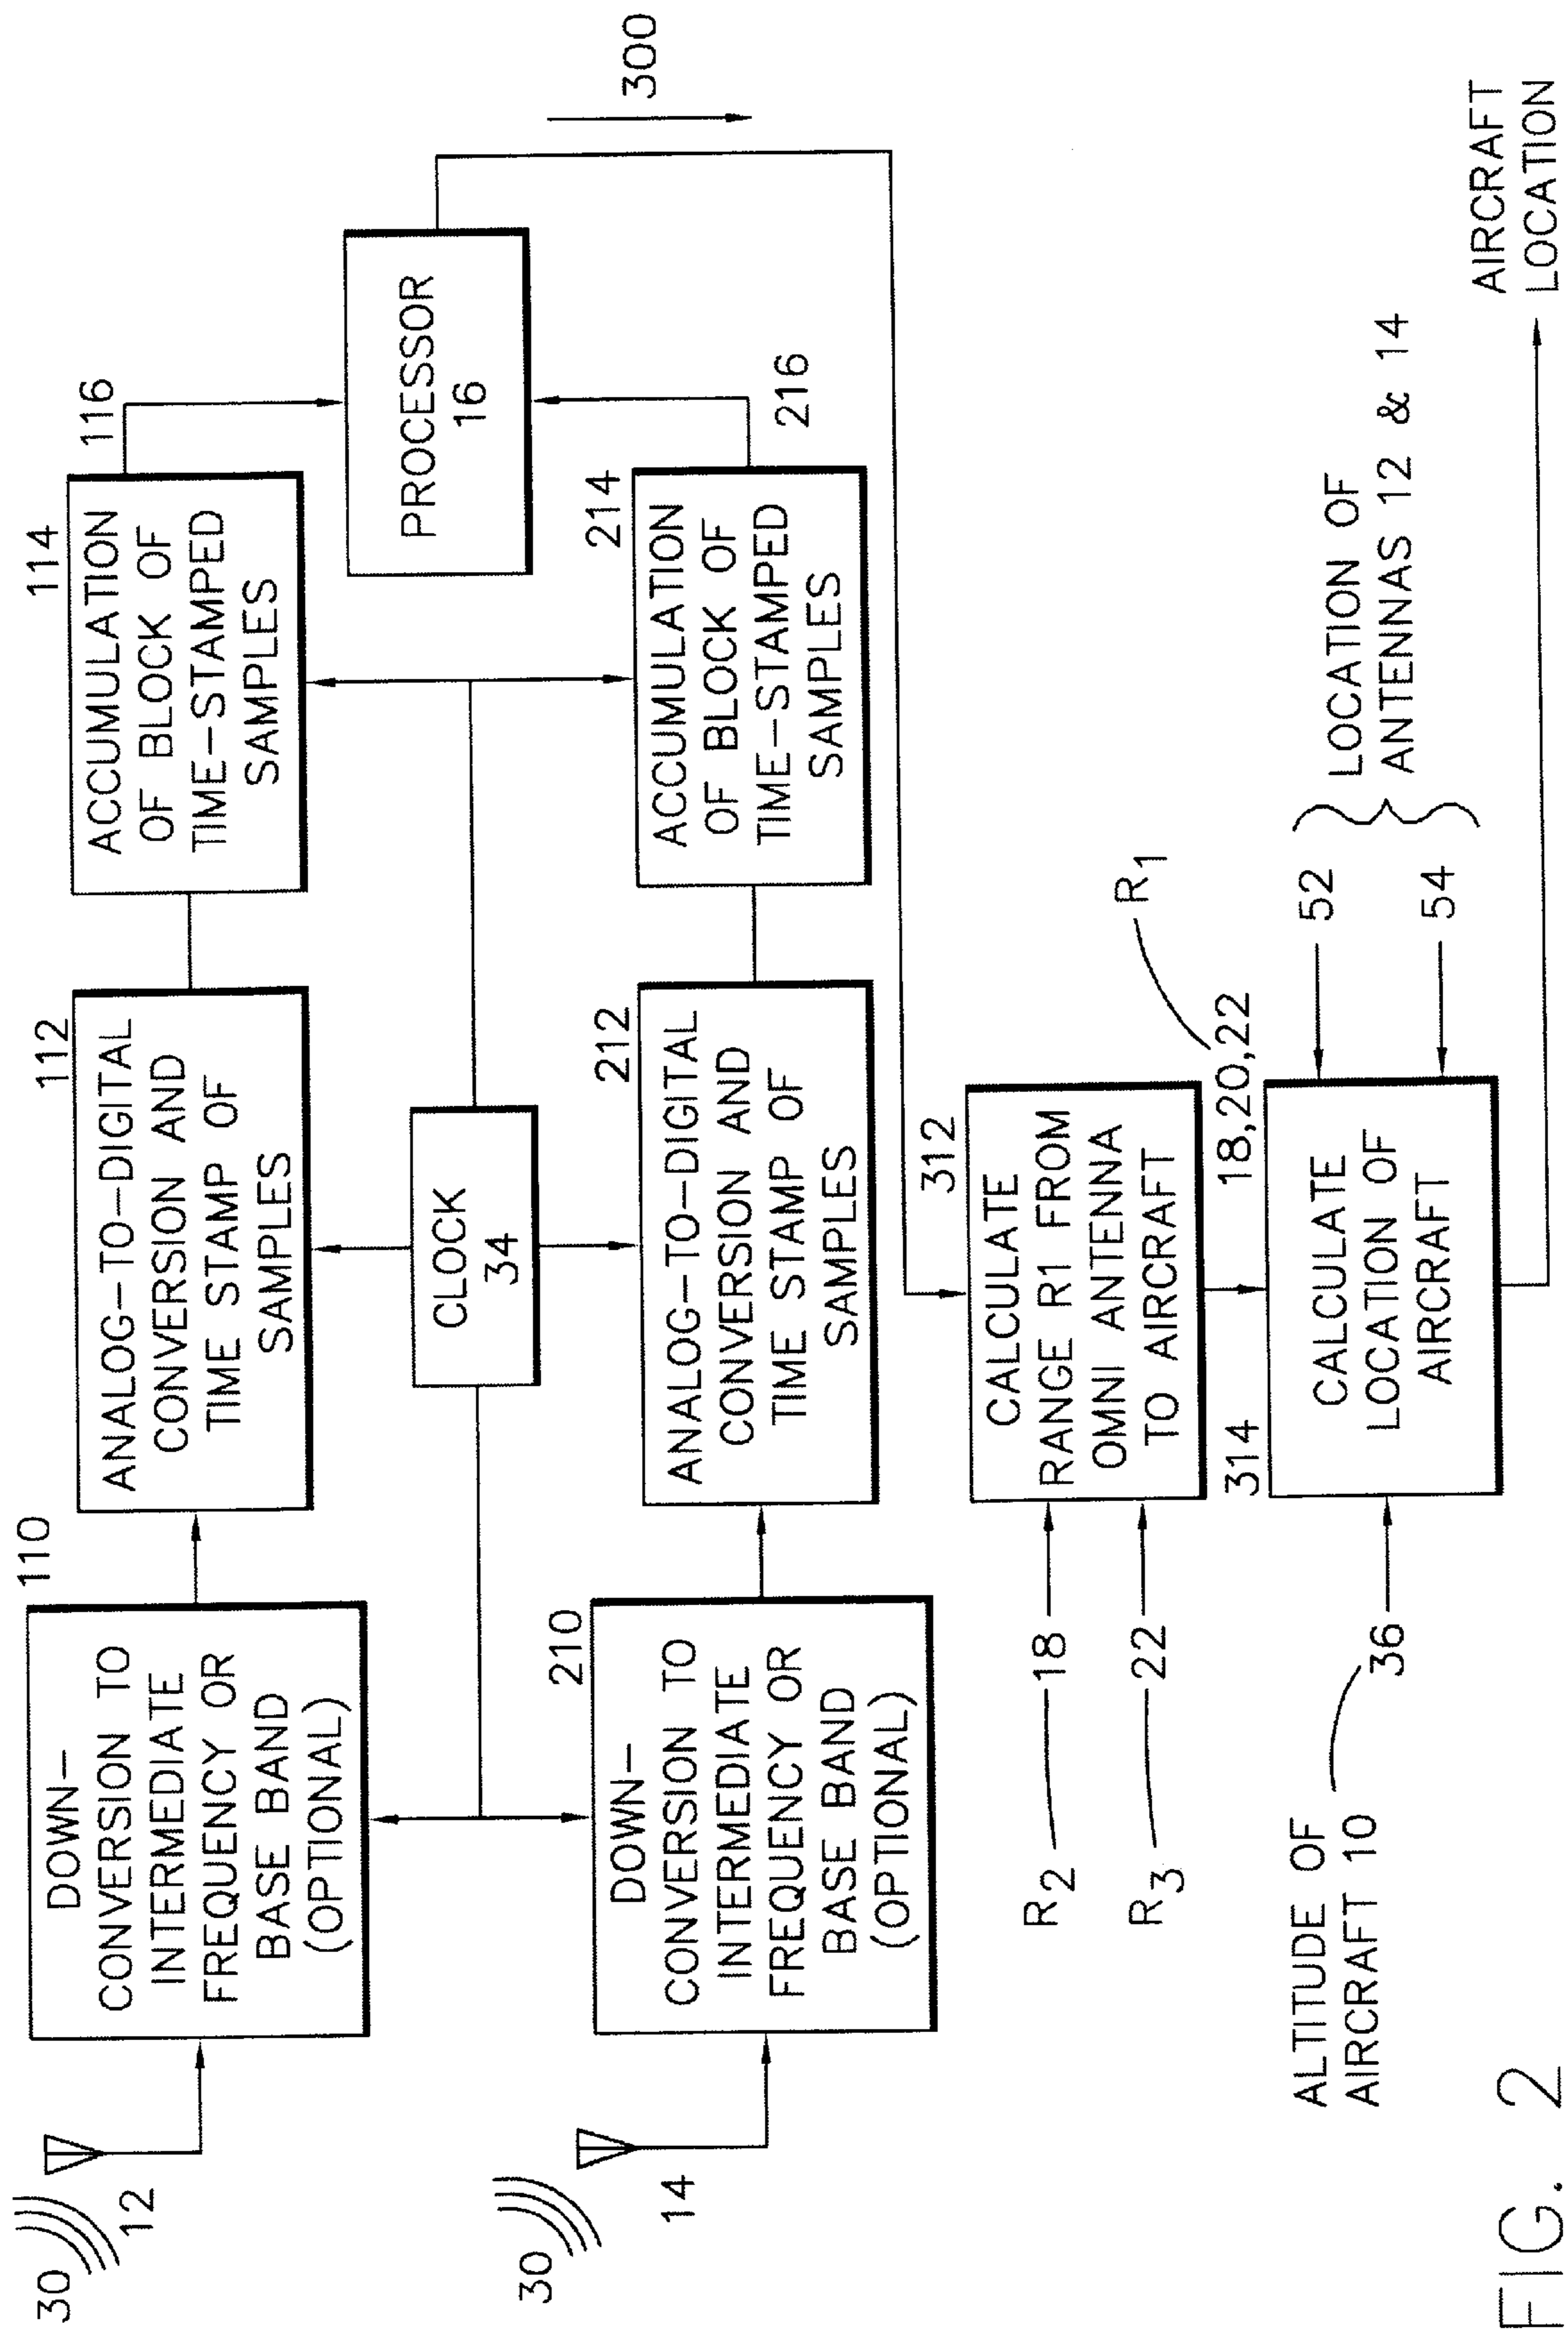 30
12
DOWN-
CONVERSION TO
INTERMEDIATE
FREQUENCY OR
BASE BAND
(OPTIONAL)
110
ANALOG-TO-DIGITAL
CONVERSION AND
TIME STAMP OF
SAMPLES
112
ACCUMULATION
OF BLOCK OF
TIME-STAMPED
SAMPLES
114
116
CLOCK
34
PROCESSOR
16
300
30
14
DOWN-
CONVERSION TO
INTERMEDIATE
FREQUENCY OR
BASE BAND
(OPTIONAL)
210
ANALOG-TO-DIGITAL
CONVERSION AND
TIME STAMP OF
SAMPLES
212
ACCUMULATION
OF BLOCK OF
TIME-STAMPED
SAMPLES
214
216
312
CALCULATE
RANGE R1 FROM
OMNI ANTENNA
TO AIRCRAFT
R2 18
R3 22
R1
18,20,22
314
CALCULATE
LOCATION OF
AIRCRAFT
ALTITUDE OF
AIRCRAFT 10
36
52
54
LOCATION OF
ANTENNAS 12 & 14
AIRCRAFT
LOCATION
FIG. 2